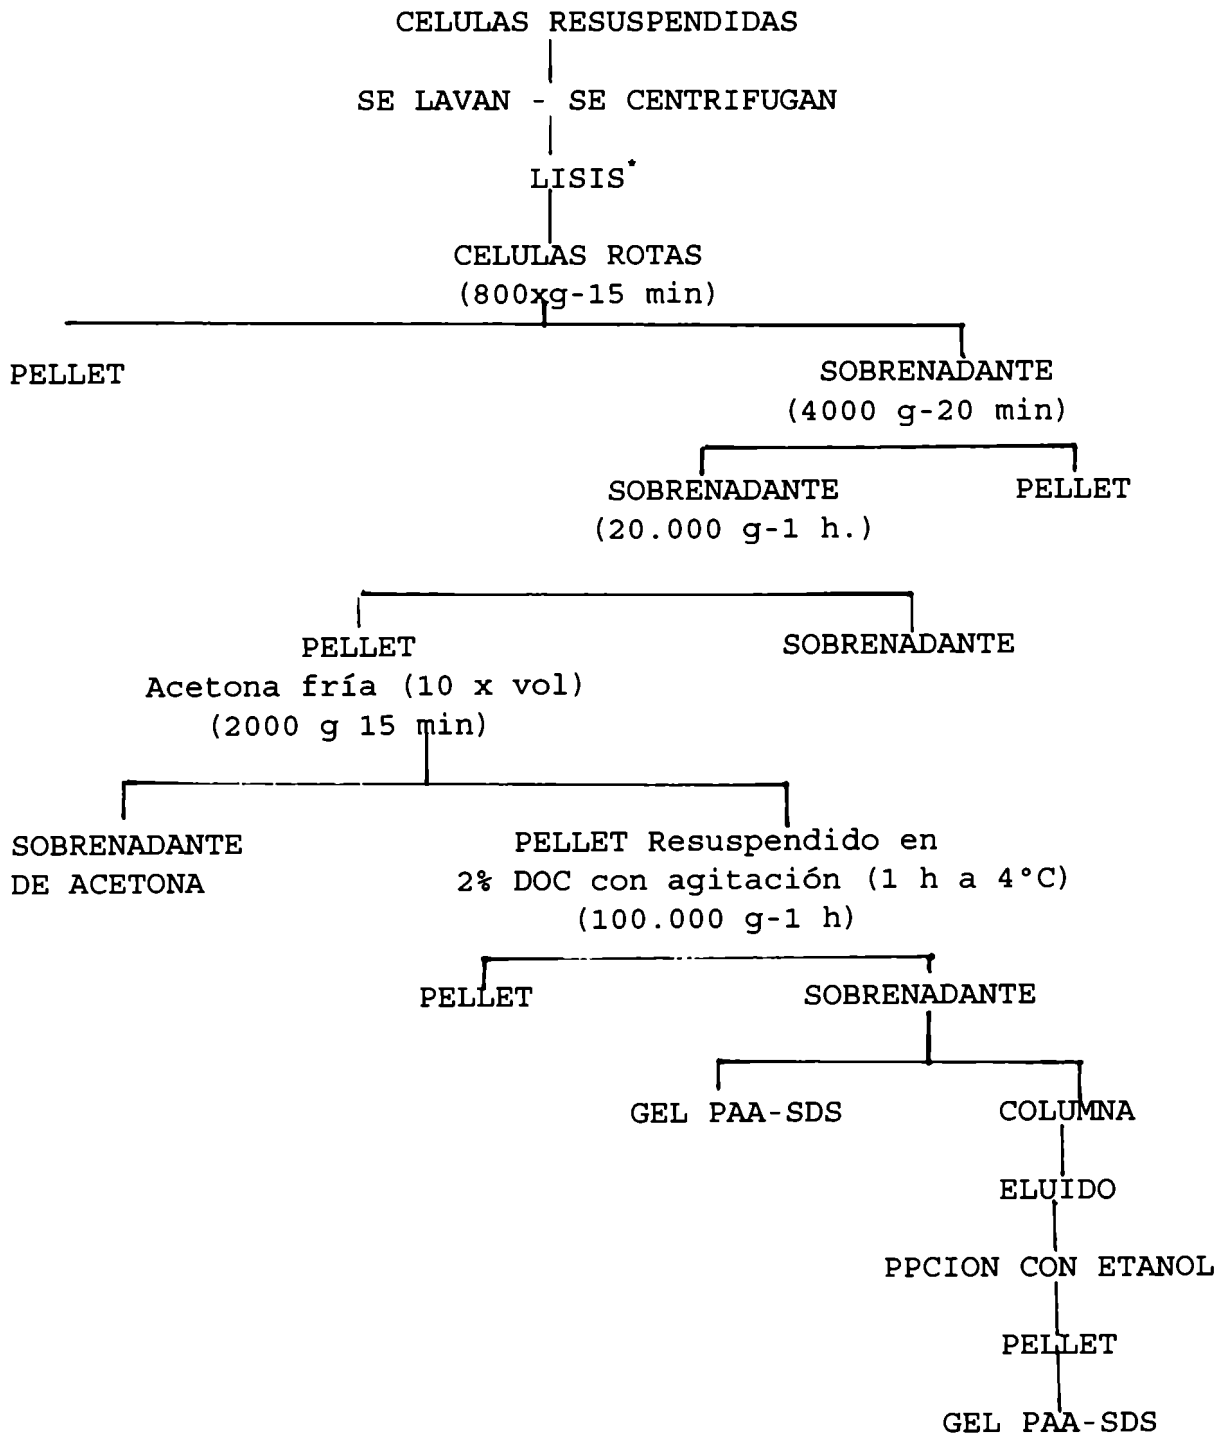 CELULAS RESUSPENDIDAS
SE LAVAN - SE CENTRIFUGAN
LISIS*
CELULAS ROTAS
(800xg-15 min)
PELLET
SOBRENADANTE
(4000 g-20 min)
SOBRENADANTE
(20.000 g-1 h.)
PELLET
PELLET
Acetona fría (10 x vol)
(2000 g 15 min)
SOBRENADANTE
SOBRENADANTE
DE ACETONA
PELLET Resuspendido en
2% DOC con agitación (1 h a 4°C)
(100.000 g-1 h)
PELLET
SOBRENADANTE
GEL PAA-SDS
COLUMNA
ELUIDO
PPCION CON ETANOL
PELLET
GEL PAA-SDS